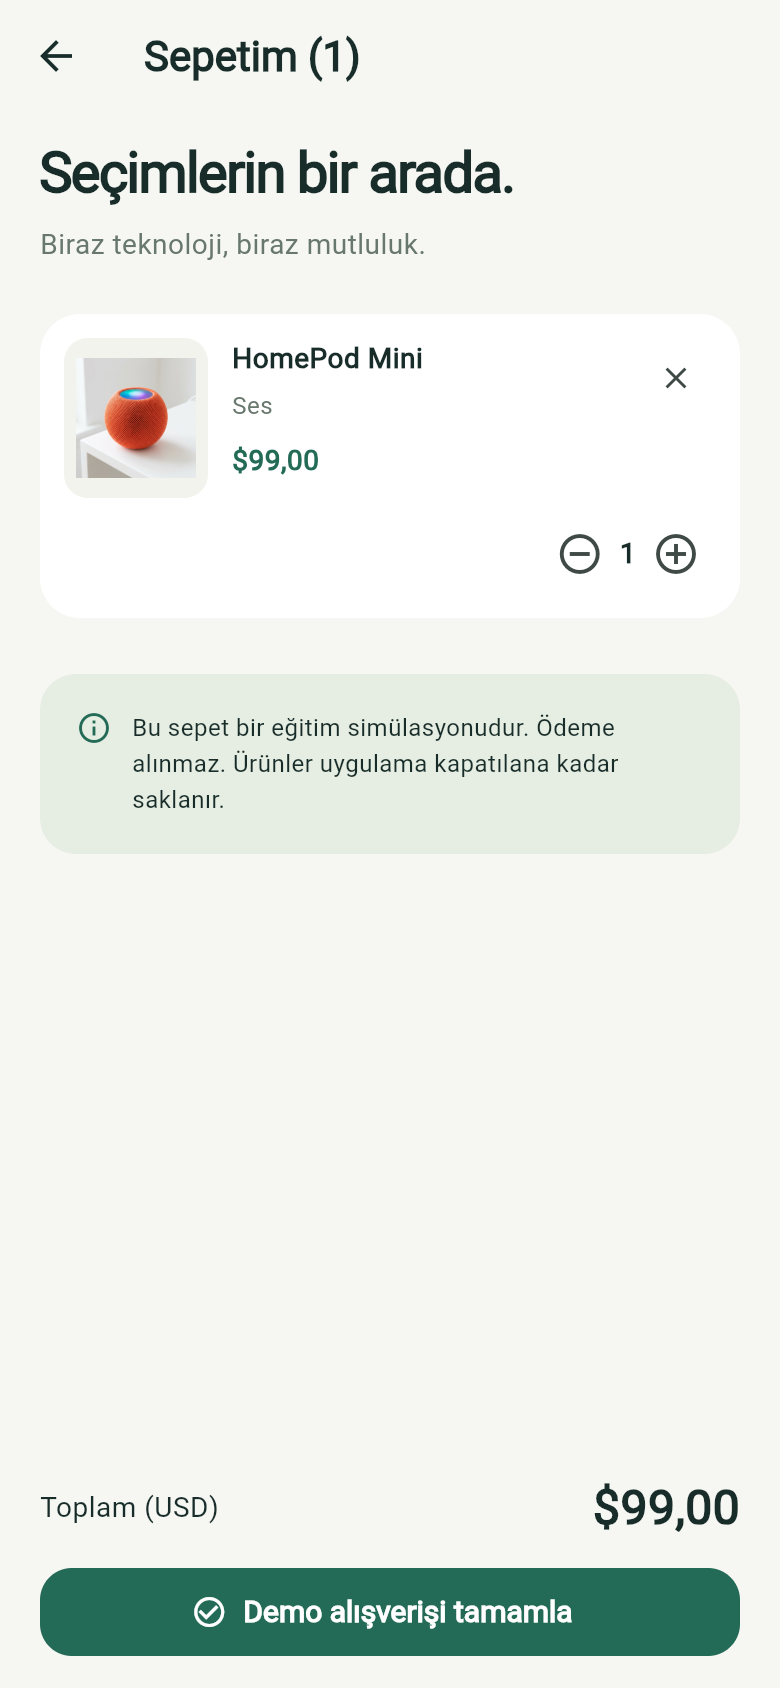 Sepetim (1)
Seçimlerin bir arada.
Biraz teknoloji, biraz mutluluk.
HomePod Mini
Ses
$99,00
1
Bu sepet bir eğitim simülasyonudur. Ödeme
alınmaz. Ürünler uygulama kapatılana kadar
saklanır.
Toplam (USD)
$99,00
Demo alışverişi tamamla